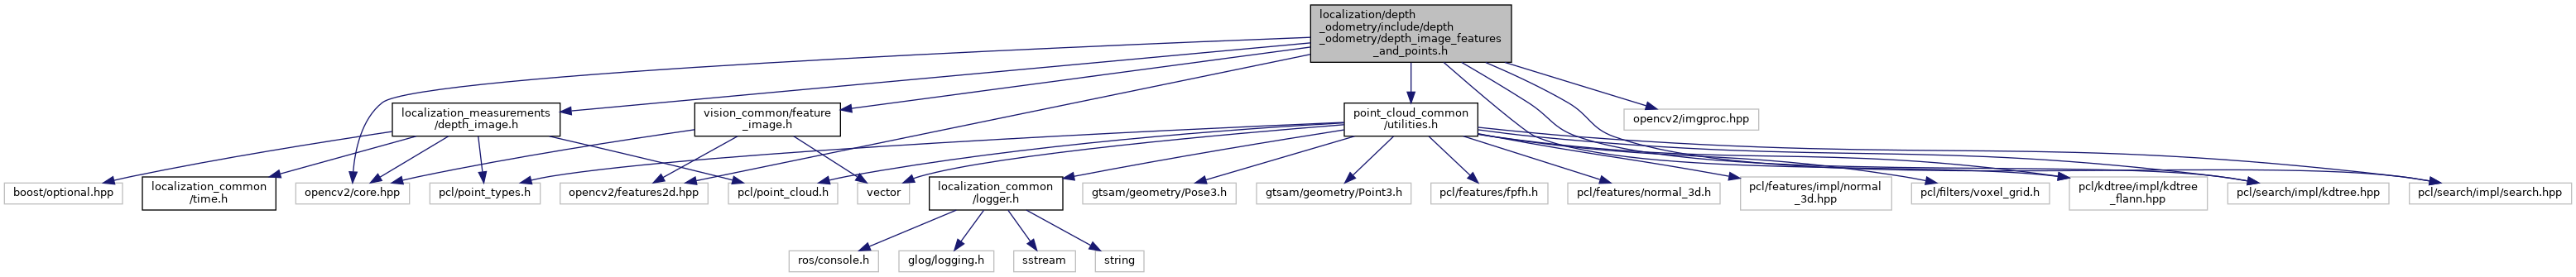 localization/depth
_odometry/include/depth
_odometry/depth_image_features
_and_points.h
localization_measurements
/depth_image.h
vision_common/feature
_image.h
point_cloud_common
/utilities.h
opencv2/imgproc.hpp
boost/optional.hpp
localization_common
/time.h
opencv2/core.hpp
pcl/point_types.h
opencv2/features2d.hpp
pcl/point_cloud.h
vector
localization_common
/logger.h
gtsam/geometry/Pose3.h
gtsam/geometry/Point3.h
pcl/features/fpfh.h
pcl/features/normal_3d.h
pcl/features/impl/normal
_3d.hpp
pcl/filters/voxel_grid.h
pcl/kdtree/impl/kdtree
_flann.hpp
pcl/search/impl/kdtree.hpp
pcl/search/impl/search.hpp
ros/console.h
glog/logging.h
sstream
string